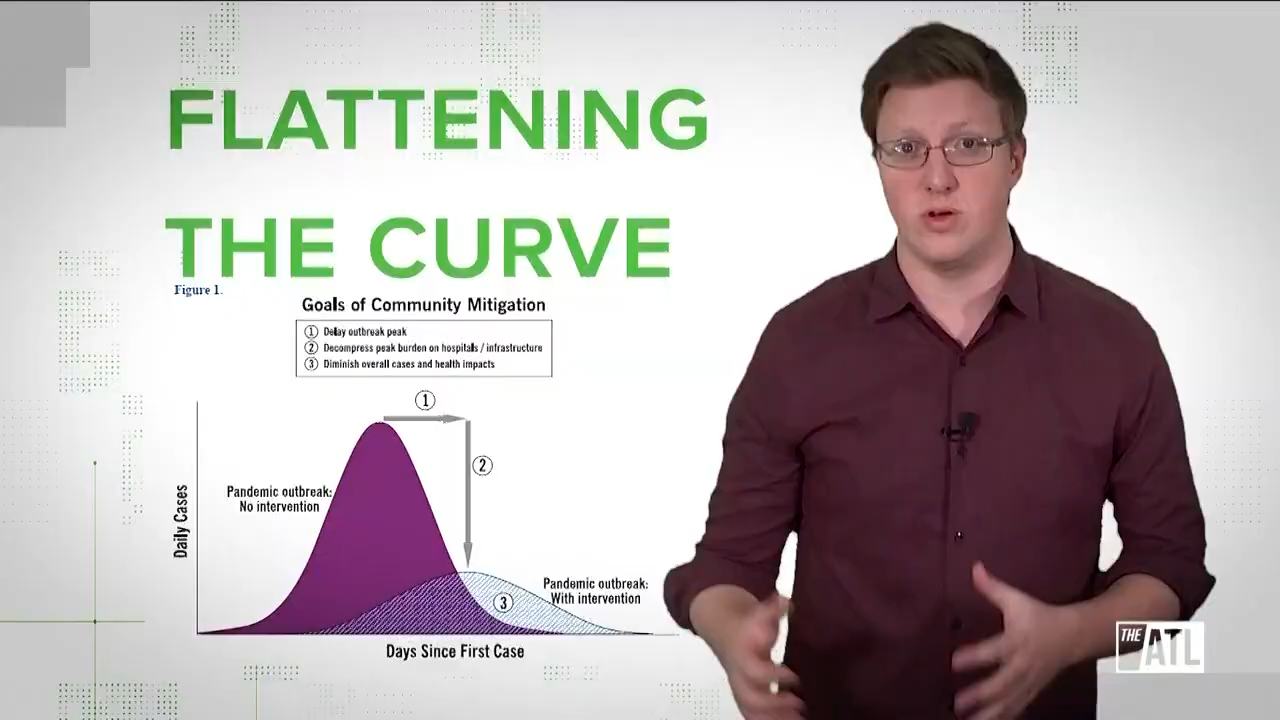 FLATTENING
THE CURVE
Figure 1.
Goals of Community Mitigation
1 Delay outbreak peak
2 Decompress peak burden on hospitals / infrastructure
3 Diminish overall cases and health impacts
1
2
Pandemic outbreak:
No intervention
Daily Cases
Pandemic outbreak:
With intervention
3
Days Since First Case
THE ATL